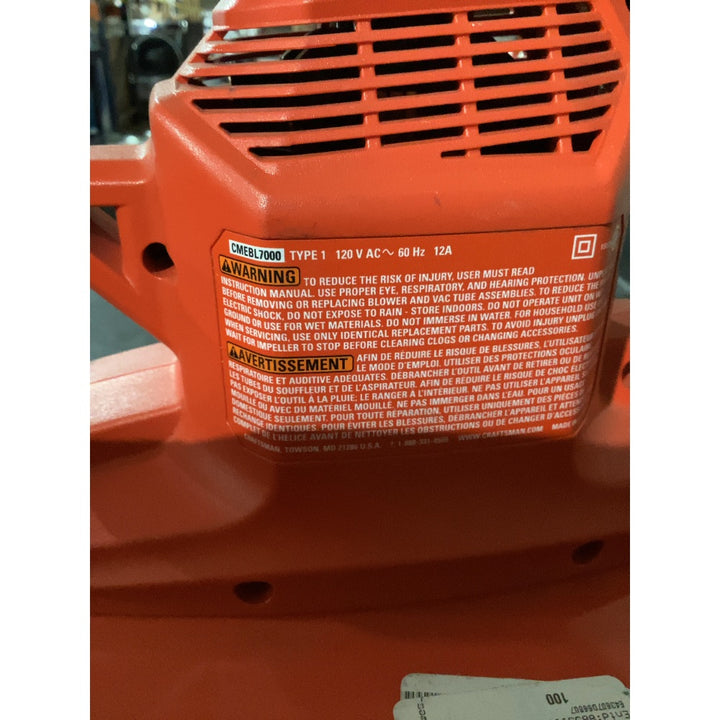 CMEBL7000 TYPE 1 120 V AC ~ 60 Hz 12A
WARNING TO REDUCE THE RISK OF INJURY, USER MUST READ
INSTRUCTION MANUAL. USE PROPER EYE, RESPIRATORY, AND HEARING PROTECTION.
BEFORE REMOVING OR REPLACING BLOWER AND VAC TUBE ASSEMBLIES. TO REDUCE THE
ELECTRIC SHOCK, DO NOT EXPOSE TO RAIN - STORE INDOORS. DO NOT OPERATE UNIT ON
GROUND OR USE FOR WET MATERIALS. DO NOT IMMERSE IN WATER. FOR HOUSEHOLD
WHEN SERVICING, USE ONLY IDENTICAL REPLACEMENT PARTS. TO AVOID INJURY
WAIT FOR IMPELLER TO STOP BEFORE CLEARING CLOGS OR CHANGING ACCESSORIES.
AVERTISSEMENT AFIN DE RÉDUIRE LE RISQUE DE BLESSURES,
LE MODE D'EMPLOI. UTILISER DES PROTECTIONS
RESPIRATOIRE ET AUDITIVE ADÉQUATES. DÉBRANCHER L'OUTIL AVANT DE RETIRER OU DE
LES TUBES DU SOUFFLEUR ET DE L'ASPIRATEUR. AFIN DE RÉDUIRE LE RISQUE DE CHOC
PAS EXPOSER L'OUTIL À LA PLUIE; LE RANGER À L'INTÉRIEUR. NE PAS UTILISER L'APPAREIL
MOUILLÉ OU AVEC DU MATÉRIEL MOUILLÉ. NE PAS IMMERGER DANS L'EAU. POUR UN
DOMESTIQUE SEULEMENT. POUR TOUTE RÉPARATION, UTILISER UNIQUEMENT DES PIÈCES
RECHANGE IDENTIQUES. POUR ÉVITER LES BLESSURES, DÉBRANCHER L'APPAREIL ET
COMPLET DE L'HÉLICE AVANT DE NETTOYER LES OBSTRUCTIONS OU DE CHANGER
CRAFTSMAN, TOWSON, MD 21286 U.S.A. WWW.CRAFTSMAN.COM MADE
100